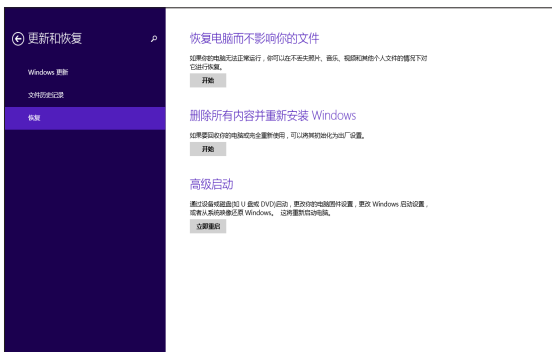 更新和恢复
Windows 更新
文件历史记录
恢复
恢复电脑而不影响你的文件
如果你的电脑无法正常运行，你可以在不丢失照片、音乐、视频和其他个人文件的情况下对
它进行恢复。
开始
删除所有内容并重新安装 Windows
如果要回收你的电脑或完全重新使用，可以将其初始化为出厂设置。
开始
高级启动
通过设备或磁盘(如 U 盘或 DVD)启动，更改你的电脑固件设置，更改 Windows 启动设置，
或者从系统映像还原 Windows。 这将重新启动电脑。
立即重启